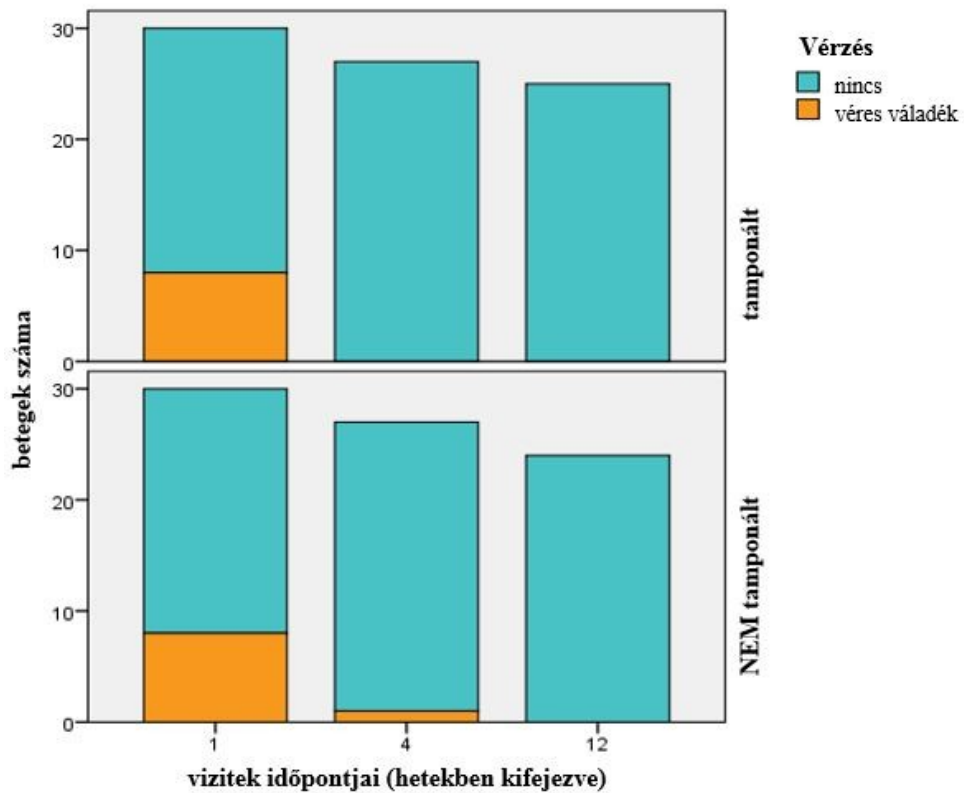 Vérzés
nincs
véres váladék
30
20
10
0
tamponált
betegek száma
30
20
10
0
NEM tamponált
1 4 12
vizitek időpontjai (hetekben kifejezve)